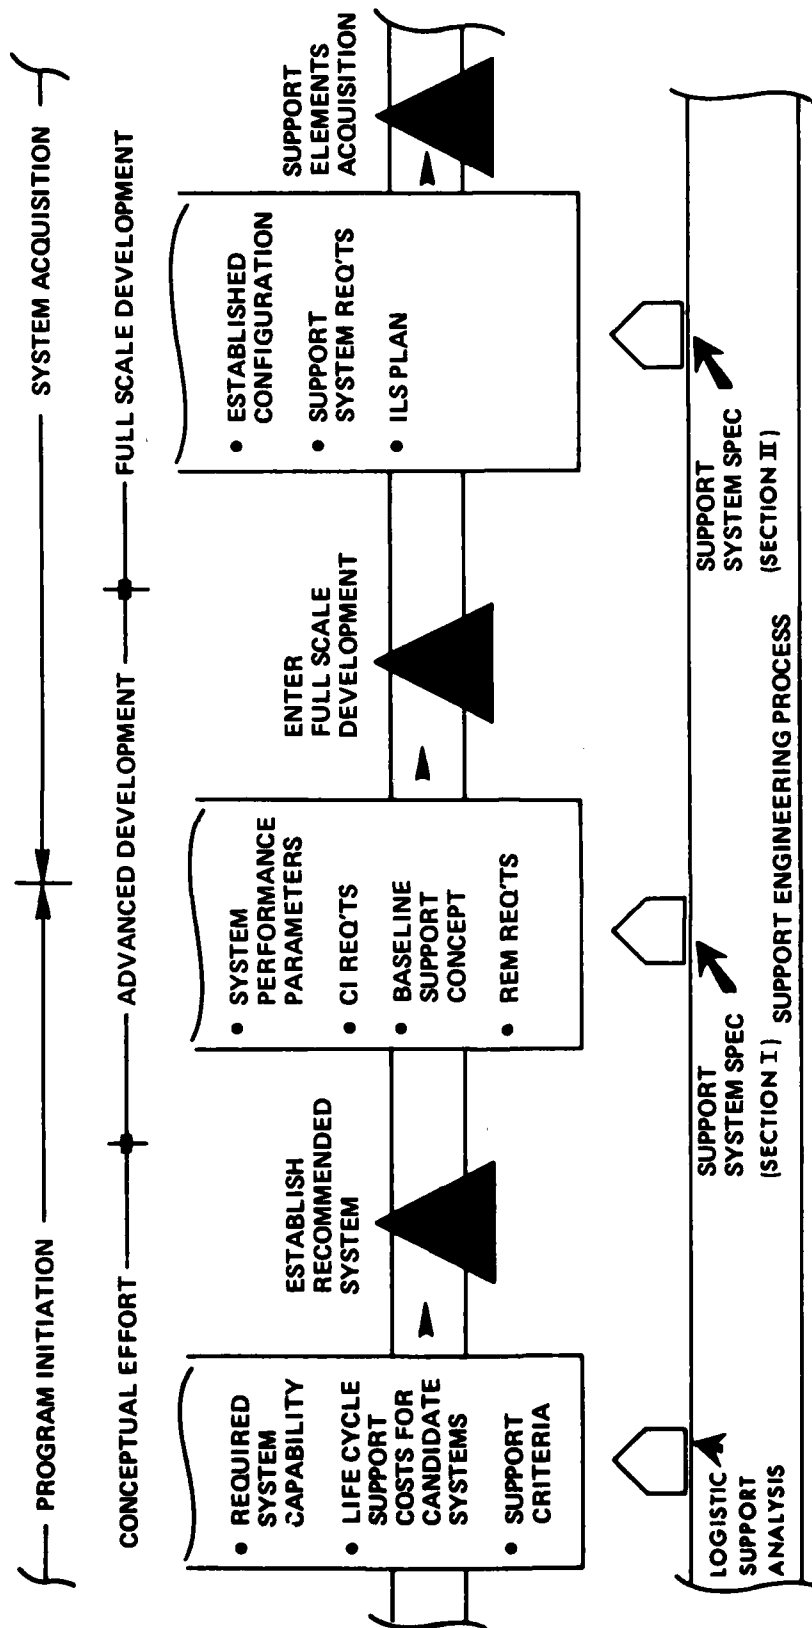 PROGRAM INITIATION
SYSTEM ACQUISITION
CONCEPTUAL EFFORT
ADVANCED DEVELOPMENT
FULL SCALE DEVELOPMENT
• REQUIRED
SYSTEM
CAPABILITY
• LIFE CYCLE
SUPPORT
COSTS FOR
CANDIDATE
SYSTEMS
• SUPPORT
CRITERIA
ESTABLISH
RECOMMENDED
SYSTEM
• SYSTEM
PERFORMANCE
PARAMETERS
• CI REQ'TS
• BASELINE
SUPPORT
CONCEPT
• REM REQ'TS
ENTER
FULL SCALE
DEVELOPMENT
• ESTABLISHED
CONFIGURATION
• SUPPORT
SYSTEM REQ'TS
• ILS PLAN
SUPPORT
ELEMENTS
ACQUISITION
LOGISTIC
SUPPORT
ANALYSIS
SUPPORT
SYSTEM SPEC
(SECTION I)
SUPPORT ENGINEERING PROCESS
SUPPORT
SYSTEM SPEC
(SECTION II)